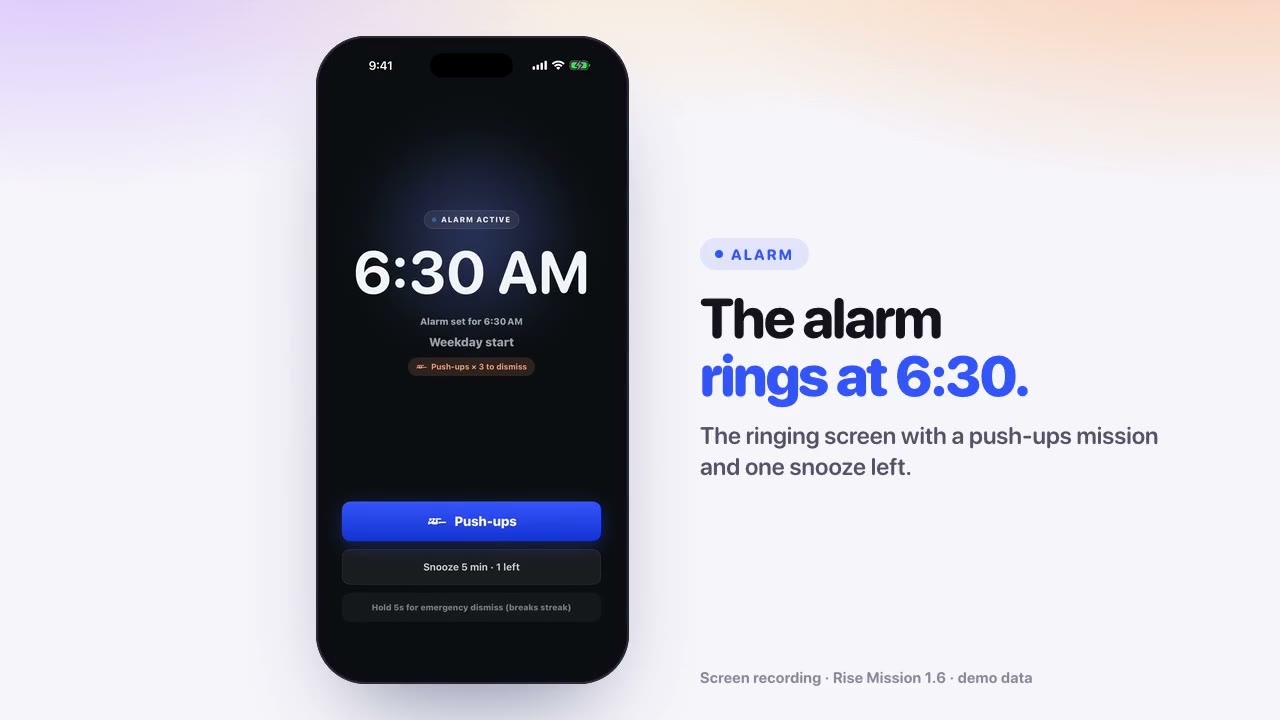 9:41
ALARM ACTIVE
6:30 AM
Alarm set for 6:30 AM
Weekday start
Push-ups × 3 to dismiss
Push-ups
Snooze 5 min · 1 left
Hold 5s for emergency dismiss (breaks streak)
ALARM
The alarm
rings at 6:30.
The ringing screen with a push-ups mission
and one snooze left.
Screen recording · Rise Mission 1.6 · demo data